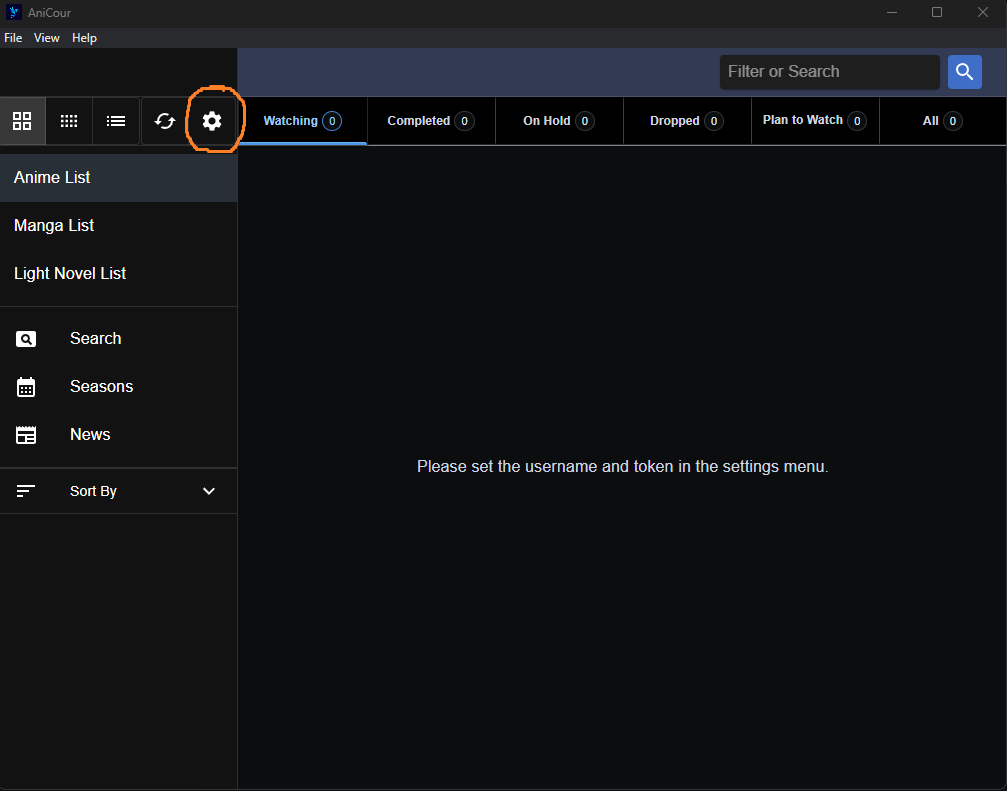 AniCour
File View Help
Filter or Search
Watching 0 Completed 0 On Hold 0 Dropped 0 Plan to Watch 0 All 0
Anime List
Manga List
Light Novel List
Search
Seasons
News
Sort By
Please set the username and token in the settings menu.